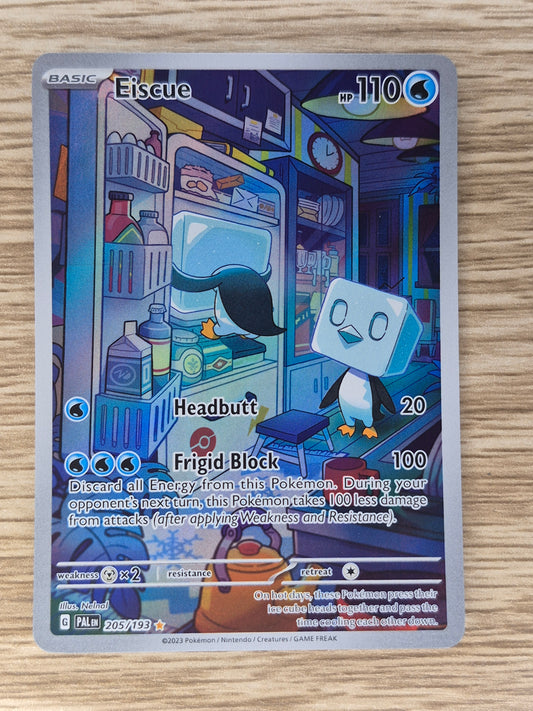 BASIC
Eiscue
HP 110
Headbutt 20
Frigid Block 100
Discard all Energy from this Pokémon. During your
opponent's next turn, this Pokémon takes 100 less damage
from attacks (after applying Weakness and Resistance).
weakness ×2 resistance retreat
Illus. Nelnal
G PAL EN 205/193
On hot days, these Pokémon press their
ice cube heads together and pass the
time cooling each other down.
©2023 Pokémon / Nintendo / Creatures / GAME FREAK